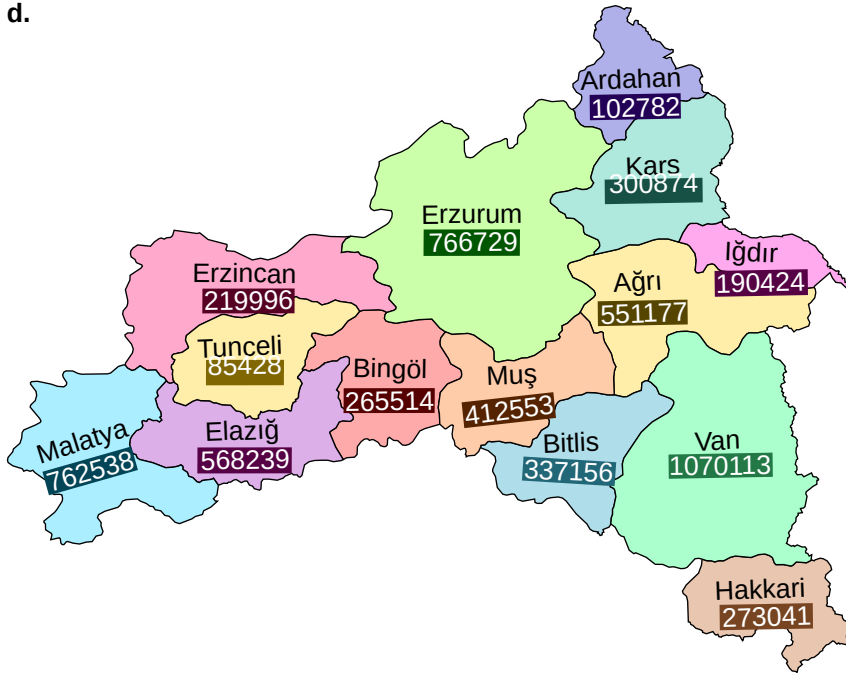 d.
Ardahan
102782
Kars
300874
Erzurum
766729
Iğdır
190424
Erzincan
219996
Ağrı
551177
Tunceli
85428
Bingöl
265514
Muş
412553
Malatya
762538
Elazığ
568239
Bitlis
337156
Van
1070113
Hakkari
273041